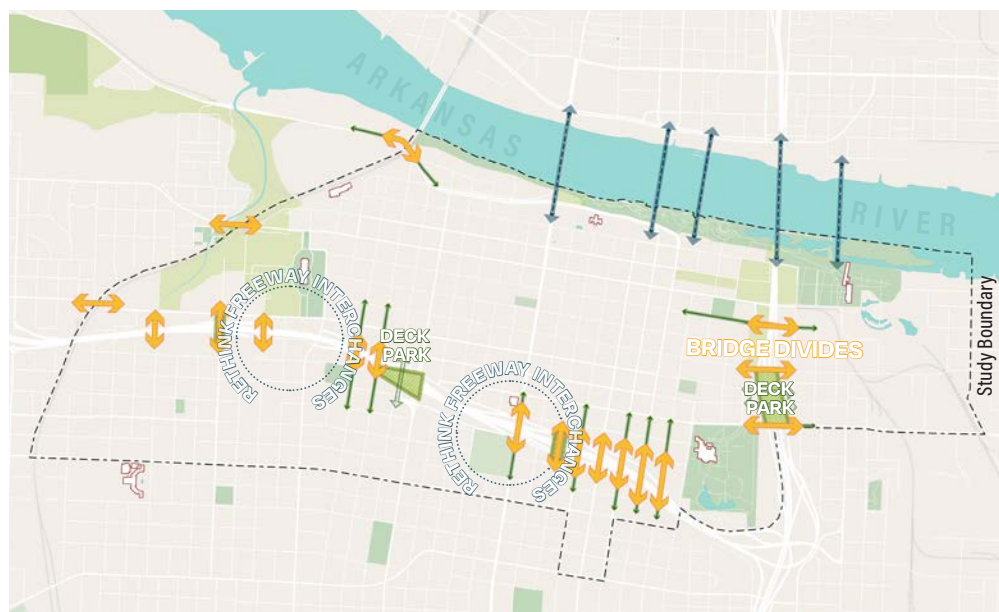 ARKANSAS
RIVER
Study Boundary
RETHINK FREEWAY INTERCHANGES
DECK
PARK
BRIDGE DIVIDES
DECK
PARK
RETHINK FREEWAY INTERCHANGES